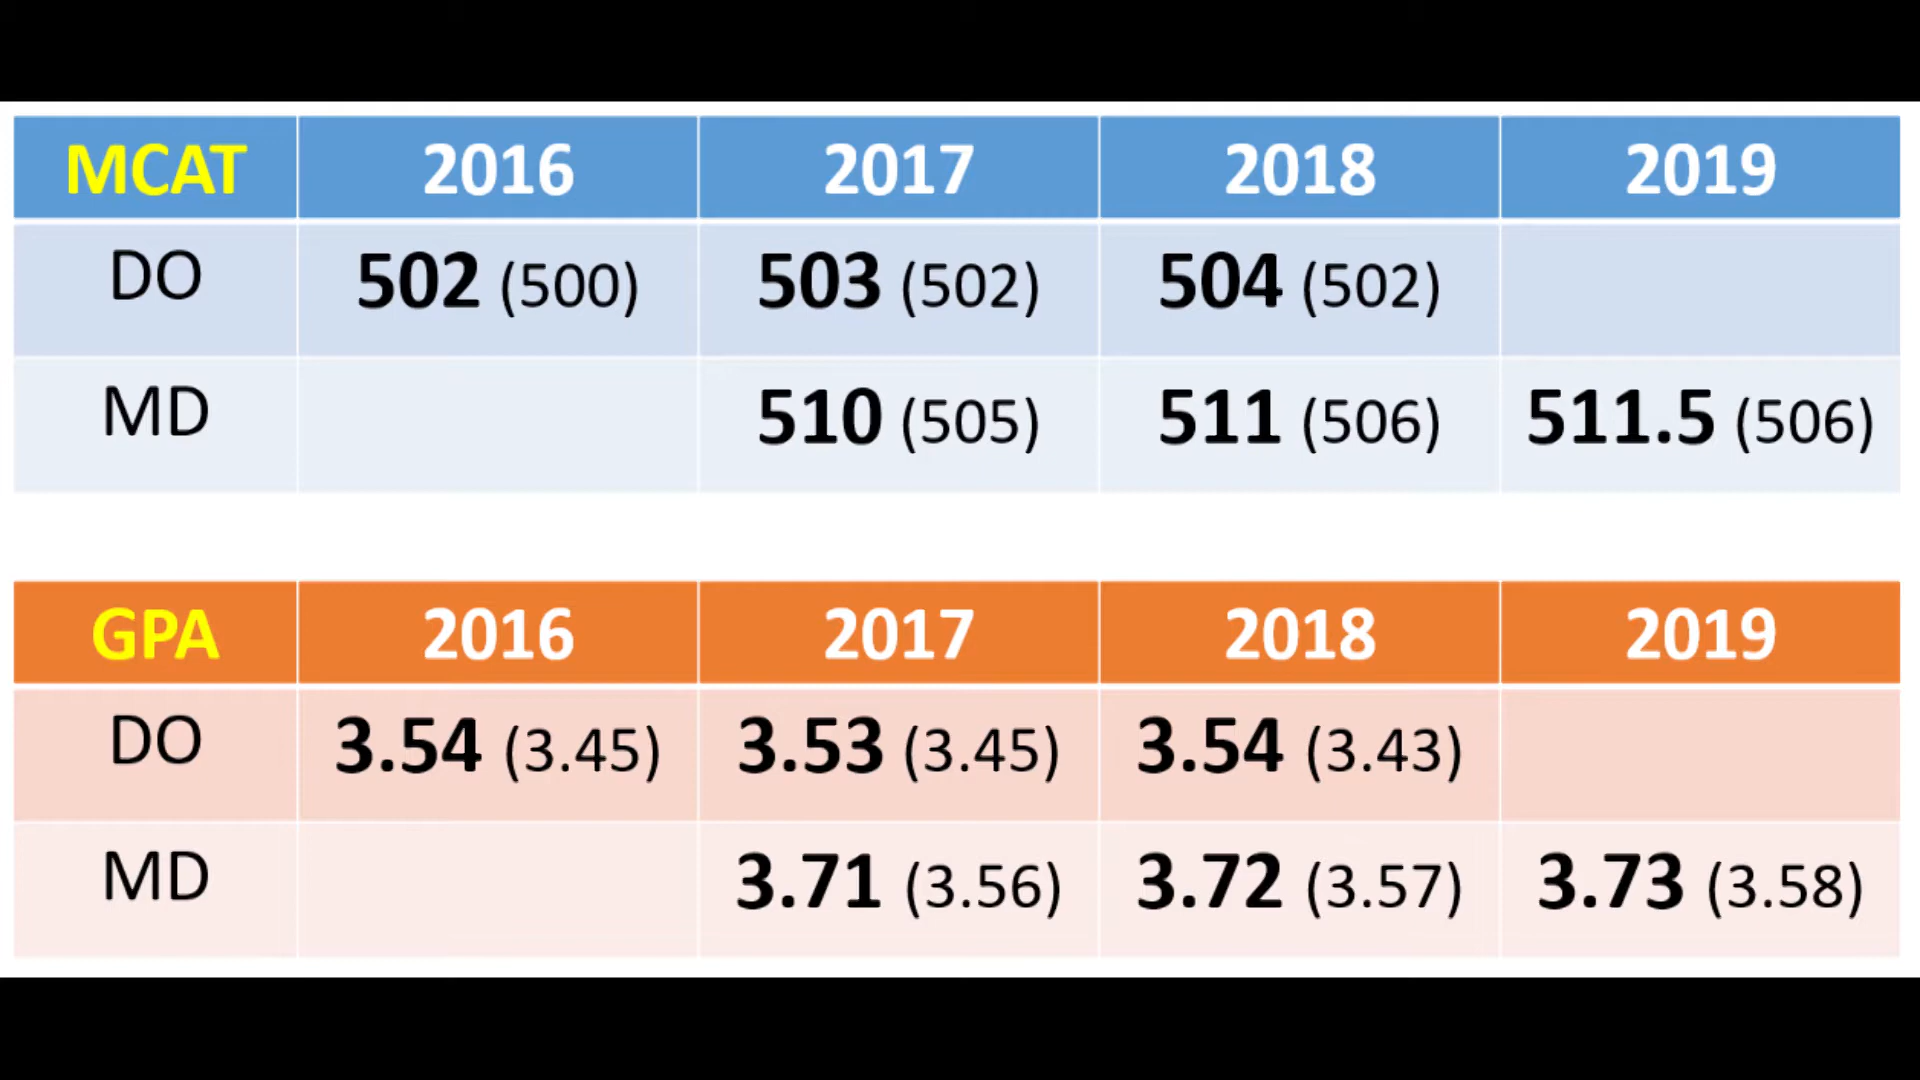 MCAT 2016 2017 2018 2019
DO 502 (500) 503 (502) 504 (502)
MD 510 (505) 511 (506) 511.5 (506)
GPA 2016 2017 2018 2019
DO 3.54 (3.45) 3.53 (3.45) 3.54 (3.43)
MD 3.71 (3.56) 3.72 (3.57) 3.73 (3.58)